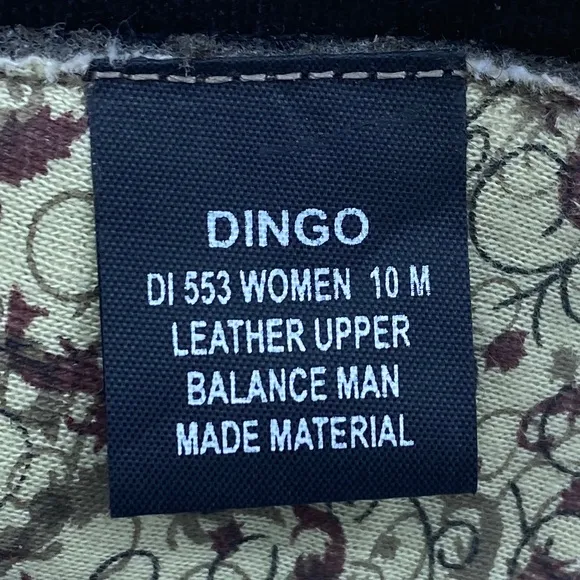 DINGO
DI 553 WOMEN 10 M
LEATHER UPPER
BALANCE MAN
MADE MATERIAL